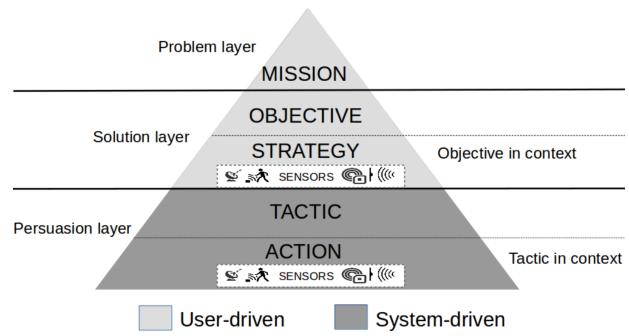 Problem layer
MISSION
OBJECTIVE
Solution layer
STRATEGY
Objective in context
SENSORS
TACTIC
Persuasion layer
ACTION
Tactic in context
SENSORS
User-driven
System-driven